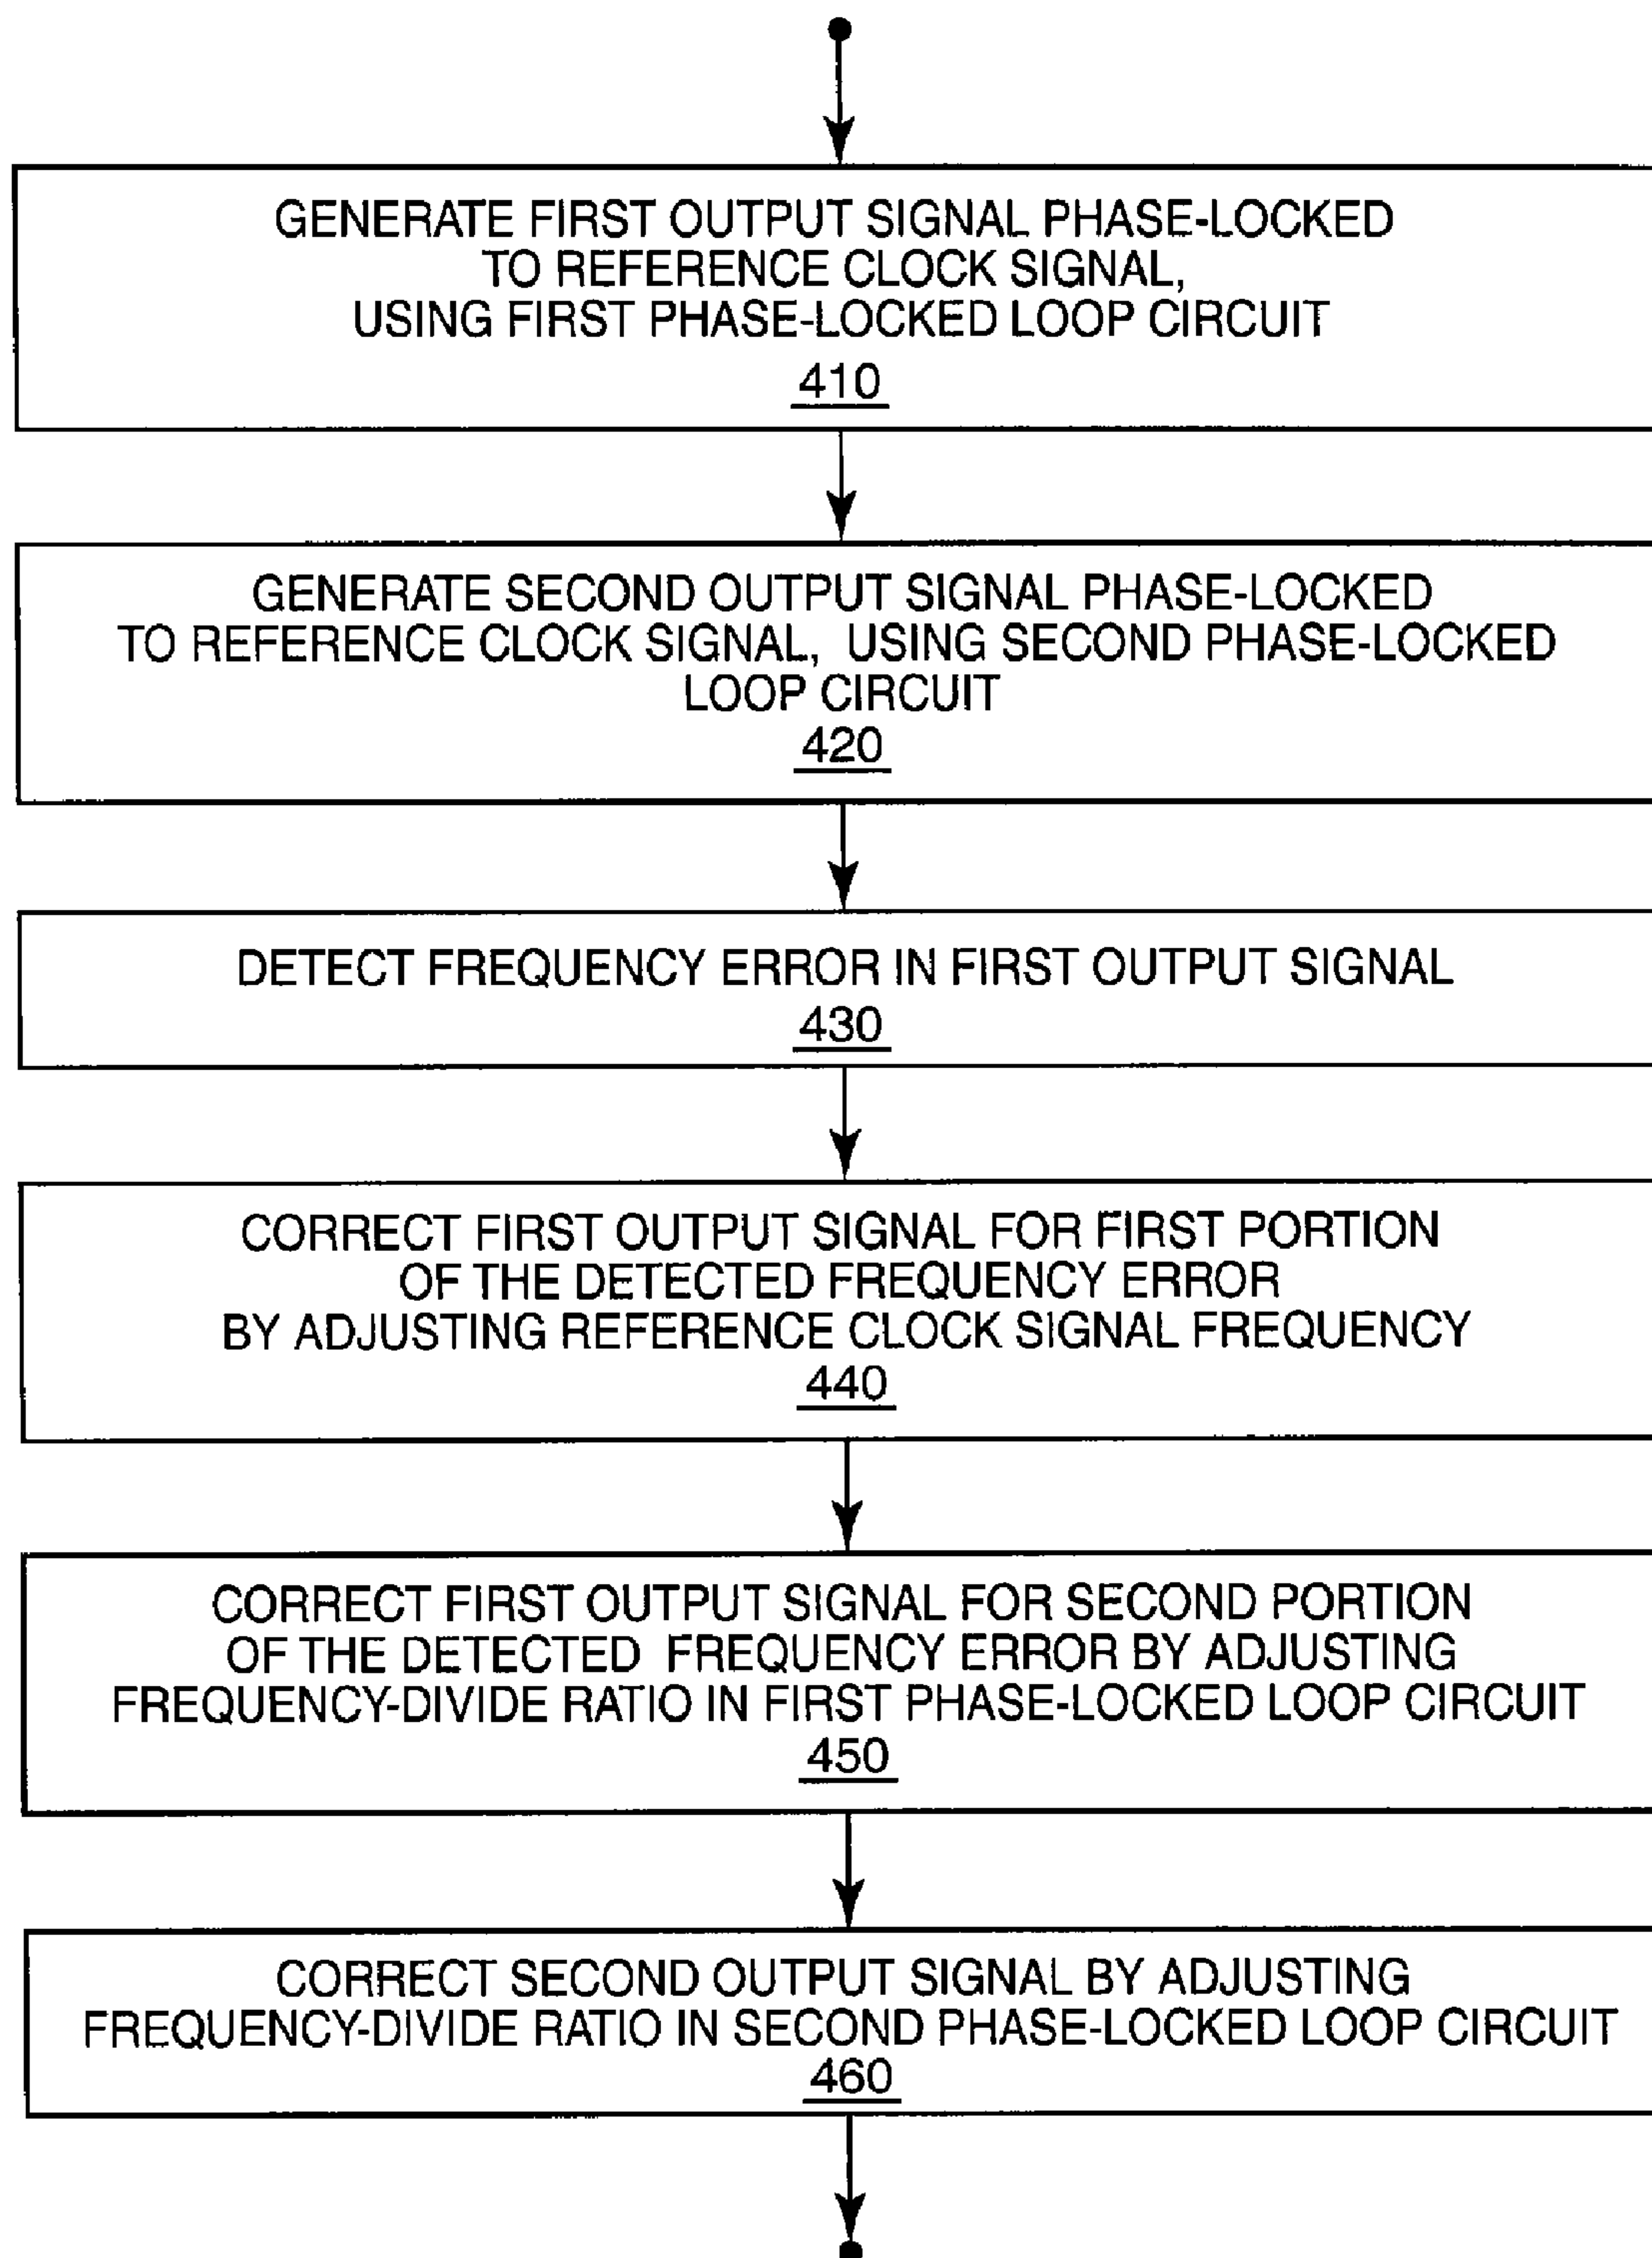 GENERATE FIRST OUTPUT SIGNAL PHASE-LOCKED
TO REFERENCE CLOCK SIGNAL,
USING FIRST PHASE-LOCKED LOOP CIRCUIT
410
GENERATE SECOND OUTPUT SIGNAL PHASE-LOCKED
TO REFERENCE CLOCK SIGNAL, USING SECOND PHASE-LOCKED
LOOP CIRCUIT
420
DETECT FREQUENCY ERROR IN FIRST OUTPUT SIGNAL
430
CORRECT FIRST OUTPUT SIGNAL FOR FIRST PORTION
OF THE DETECTED FREQUENCY ERROR
BY ADJUSTING REFERENCE CLOCK SIGNAL FREQUENCY
440
CORRECT FIRST OUTPUT SIGNAL FOR SECOND PORTION
OF THE DETECTED FREQUENCY ERROR BY ADJUSTING
FREQUENCY-DIVIDE RATIO IN FIRST PHASE-LOCKED LOOP CIRCUIT
450
CORRECT SECOND OUTPUT SIGNAL BY ADJUSTING
FREQUENCY-DIVIDE RATIO IN SECOND PHASE-LOCKED LOOP CIRCUIT
460